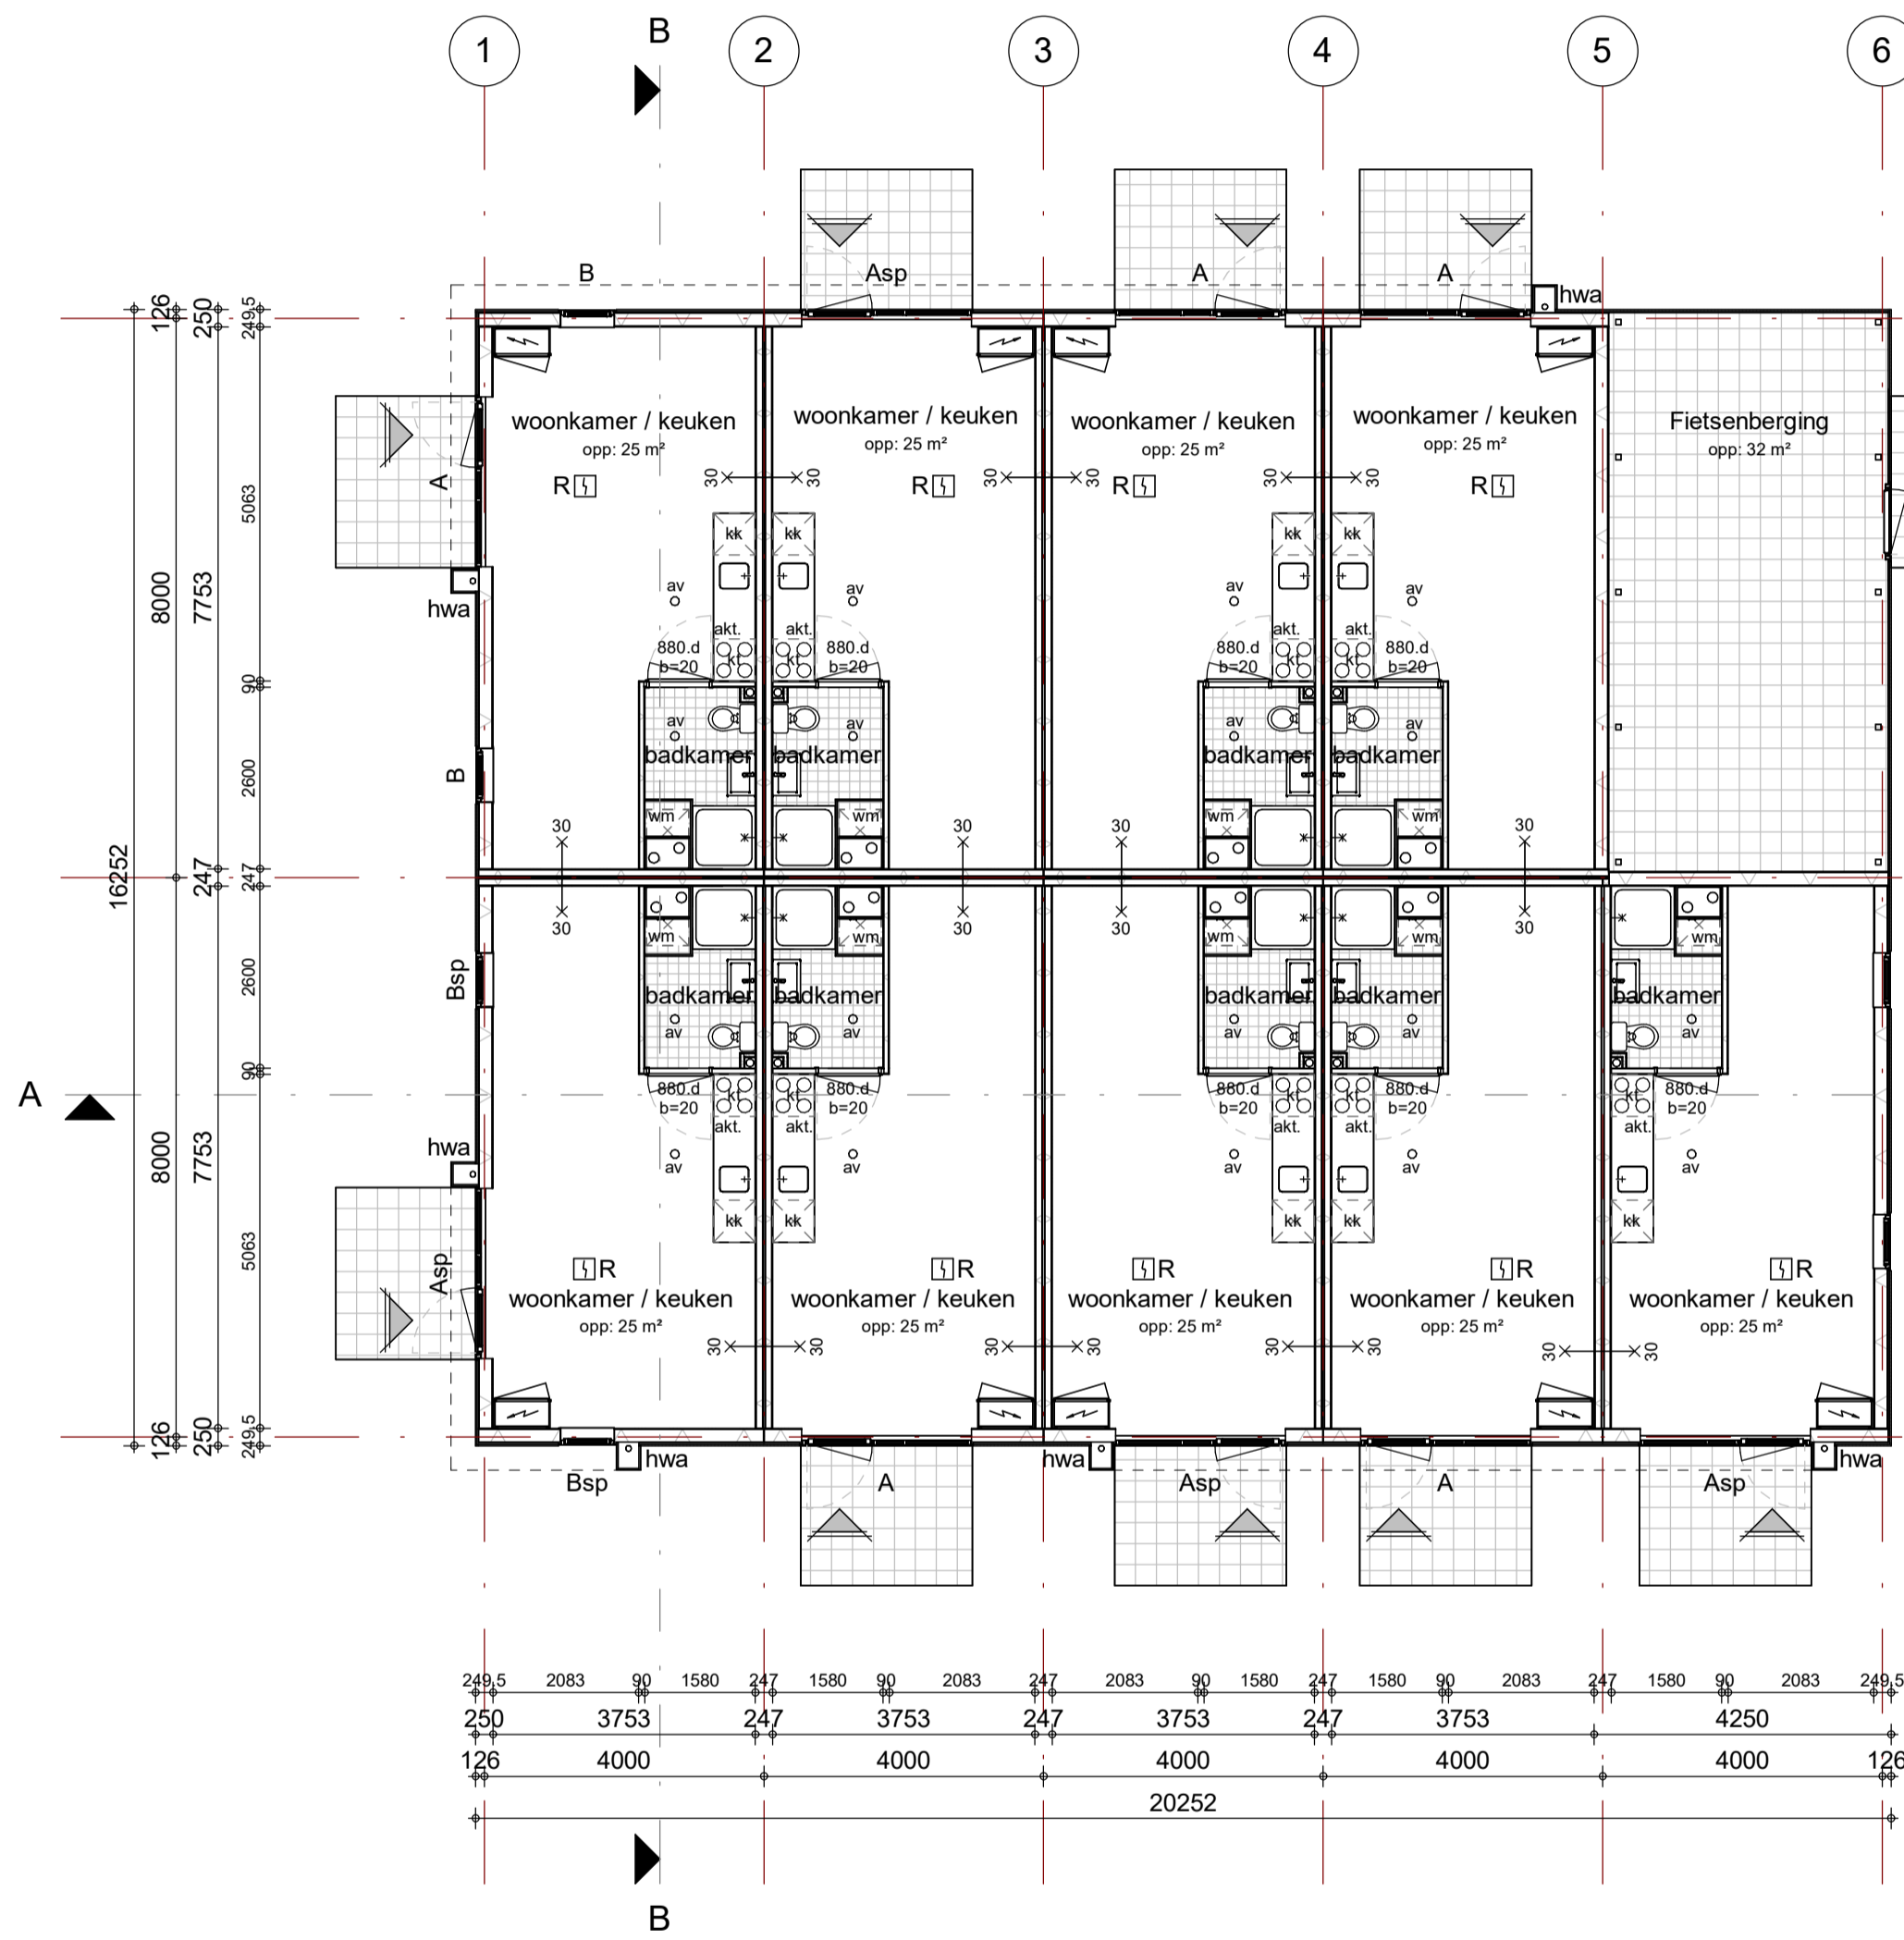 1 B 2 3 4 5 6
B Asp A A hwa
126 250 249.5
woonkamer / keuken woonkamer / keuken woonkamer / keuken woonkamer / keuken Fietsenberging
opp: 25 m² opp: 25 m² opp: 25 m² opp: 25 m² opp: 32 m²
A R 30 30 R 30 30 R 30 30 R
8000 7753 5063
kk kk kk kk
av av av av
hwa
akt. akt. akt. akt.
880.d kt kt 880.d 880.d kt kt 880.d
b=20 b=20 b=20 b=20
90
av av av av
badkamer badkamer badkamer badkamer
B 2600
wm wm wm wm
30 30 30 30
16252 247 247
30 30 30 30
wm wm wm wm wm
Bsp 2600
badkamer badkamer badkamer badkamer badkamer
av av av av av
90
A
880.d kt kt 880.d 880.d kt kt 880.d kt 880.d
b=20 b=20 b=20 b=20 b=20
akt. akt. akt. akt. akt.
hwa
8000 7753 5063
av av av av av
kk kk kk kk kk
Asp R R R R R
woonkamer / keuken woonkamer / keuken woonkamer / keuken woonkamer / keuken woonkamer / keuken
opp: 25 m² opp: 25 m² opp: 25 m² opp: 25 m² opp: 25 m²
30 30 30 30 30 30 30 30
126 250 249.5
hwa hwa hwa
Bsp A Asp A Asp
249,5 2083 90 1580 247 1580 90 2083 247 2083 90 1580 247 1580 90 2083 247 1580 90 2083 249,5
250 3753 247 3753 247 3753 247 3753 4250
126 4000 4000 4000 4000 4000 126
20252
B